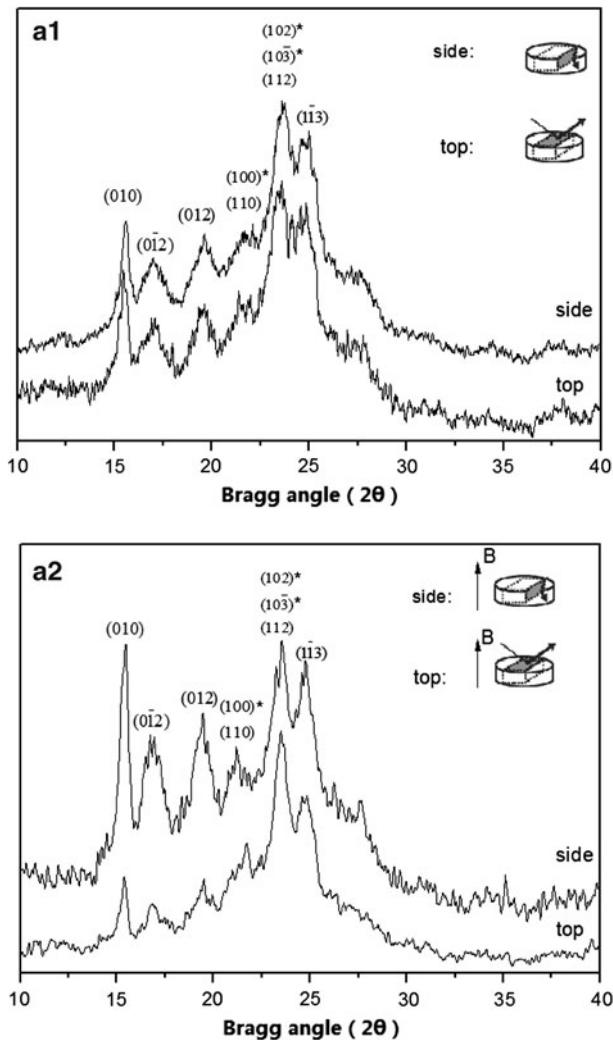 a1
(102)*
(103̄)*
(112)
(11̄3)
side:
top:
(010)
(01̄2)
(012)
(100)*
(110)
side
top
10 15 20 25 30 35 40
Bragg angle ( 2θ )
a2
(102)*
(103̄)*
(112)
(11̄3)
B
side:
B
top:
(010)
(01̄2)
(012)
(100)*
(110)
side
top
10 15 20 25 30 35 40
Bragg angle ( 2θ )